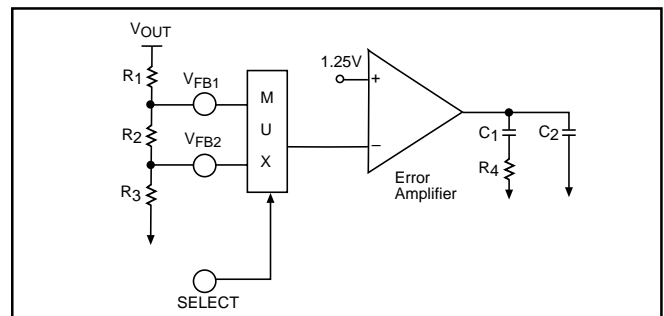 VOUT
R1
VFB1
R2
VFB2
R3
M
U
X
SELECT
1.25V
+
–
Error
Amplifier
C1
R4
C2